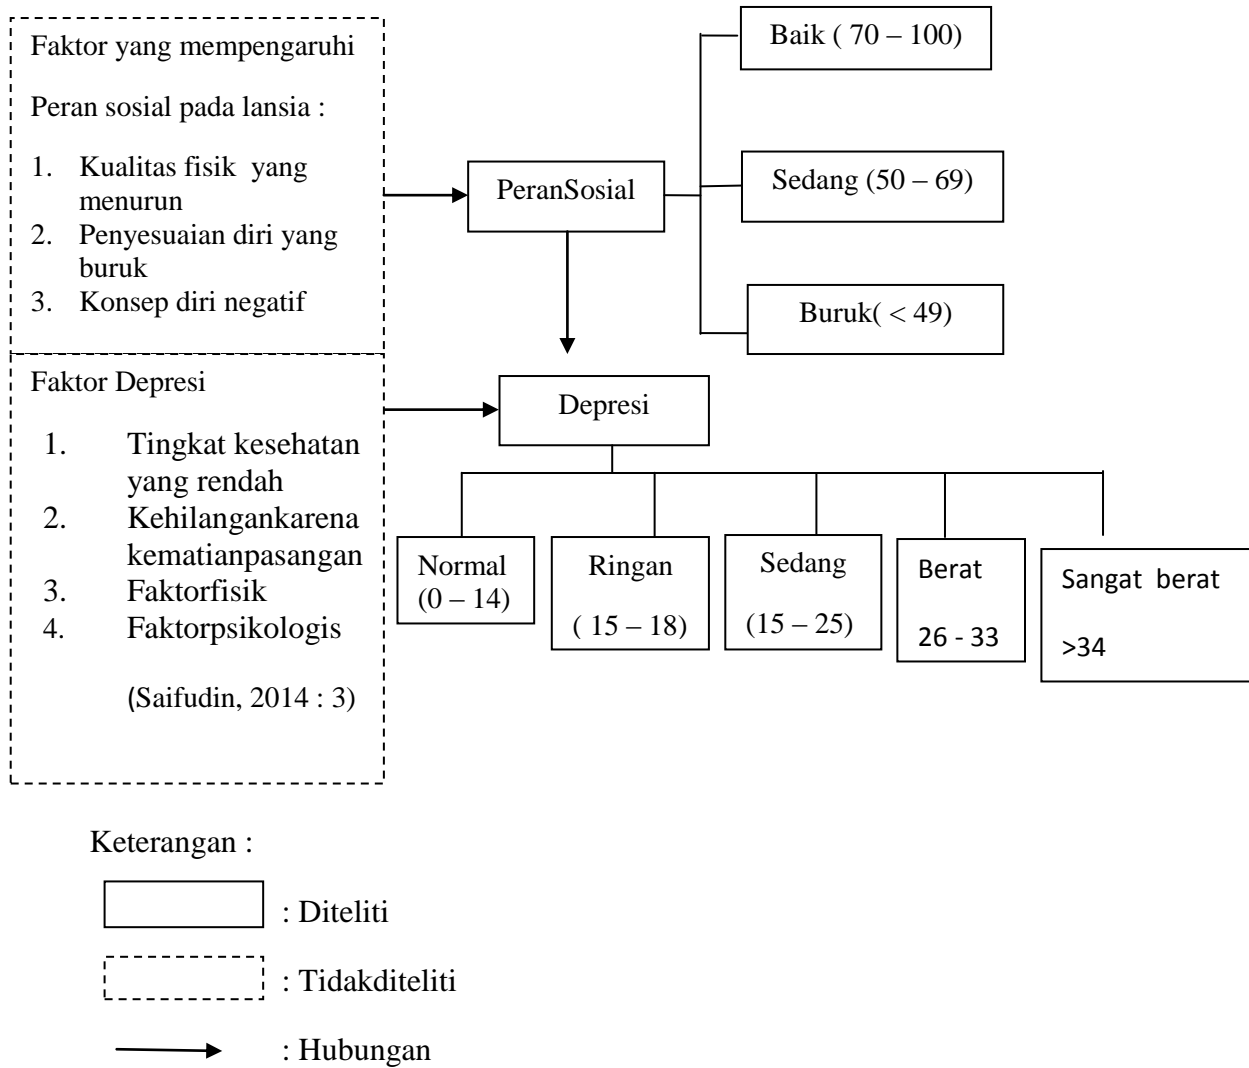 Faktor yang mempengaruhi
Peran sosial pada lansia :
1. Kualitas fisik yang
menurun
2. Penyesuaian diri yang
buruk
3. Konsep diri negatif
PeranSosial
Baik ( 70 – 100)
Sedang (50 – 69)
Buruk( < 49)
Faktor Depresi
1. Tingkat kesehatan
yang rendah
2. Kehilangankarena
kematianpasangan
3. Faktorfisik
4. Faktorpsikologis
(Saifudin, 2014 : 3)
Depresi
Normal
(0 – 14)
Ringan
( 15 – 18)
Sedang
(15 – 25)
Berat
26 - 33
Sangat berat
>34
Keterangan :
: Diteliti
: Tidakditeliti
: Hubungan